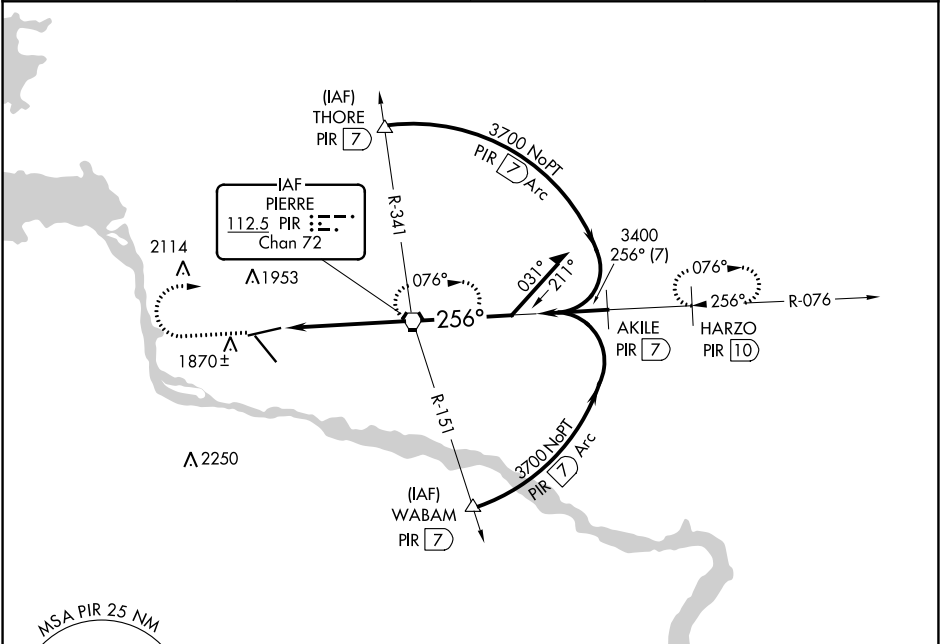 (IAF)
THORE
PIR 7
3700 NoPT
PIR 7 Arc
IAF
PIERRE
112.5 PIR
Chan 72
R-341
2114
1953
076°
031°
211°
3400
256° (7)
076°
256°
R-076
256°
AKILE
PIR 7
HARZO
PIR 10
1870±
R-151
2250
3700 NoPT
PIR 7 Arc
(IAF)
WABAM
PIR 7
MSA PIR 25 NM